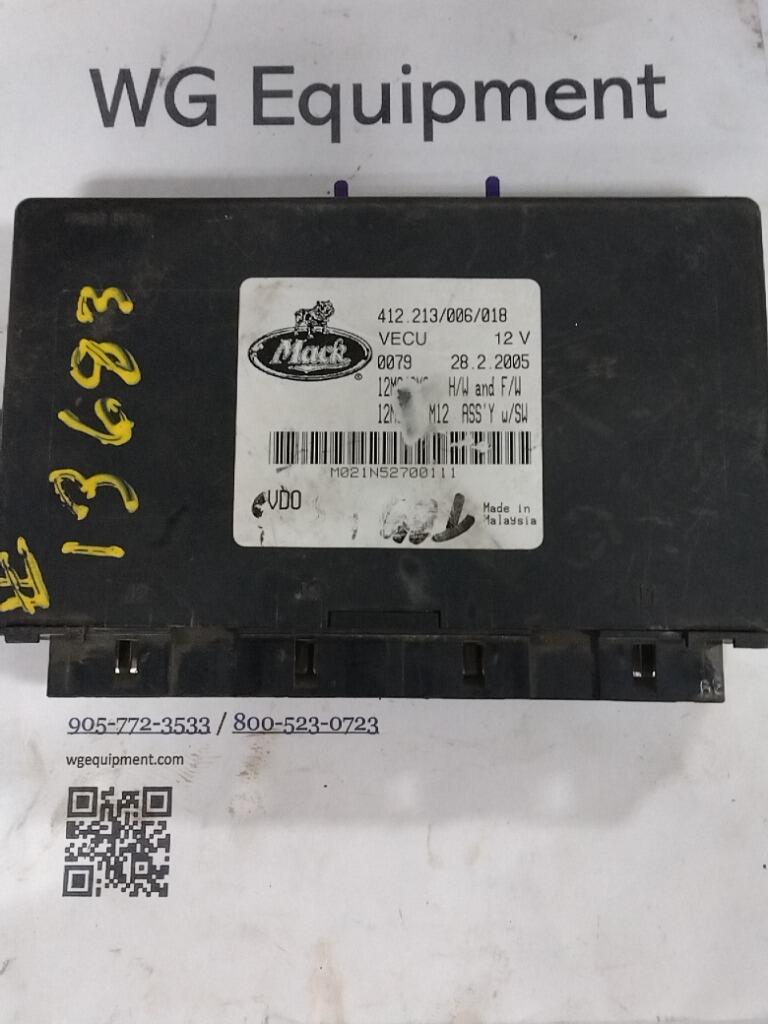 WG Equipment
E 13683
Mack
®
412.213/006/018
VECU 12 V
0079 28.2.2005
H/W and F/W
M12 ASS'Y w/SW
M021N52700111
VDO
Made in
Malaysia
905-772-3533 / 800-523-0723
wgequipment.com